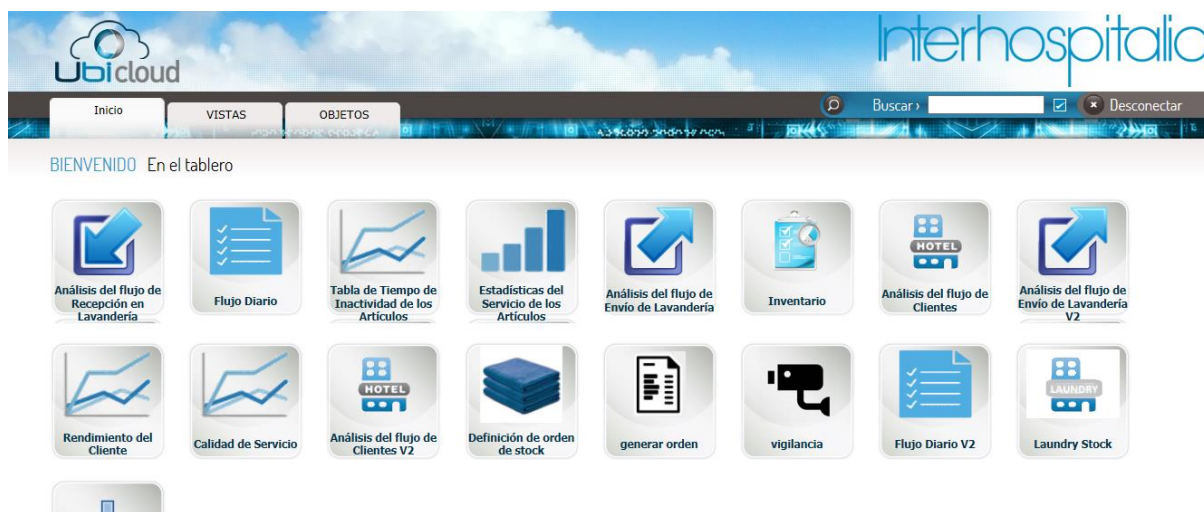 Ubicloud
Interhospitalia
Inicio
VISTAS
OBJETOS
Buscar ›
Desconectar
BIENVENIDO En el tablero
Análisis del flujo de
Recepción en
Lavandería
Flujo Diario
Tabla de Tiempo de
Inactividad de los
Artículos
Estadísticas del
Servicio de los
Artículos
Análisis del flujo de
Envío de Lavandería
Inventario
HOTEL
Análisis del flujo de
Clientes
Análisis del flujo de
Envío de Lavandería
V2
Rendimiento del
Cliente
Calidad de Servicio
HOTEL
Análisis del flujo de
Clientes V2
Definición de orden
de stock
generar orden
vigilancia
Flujo Diario V2
LAUNDRY
Laundry Stock